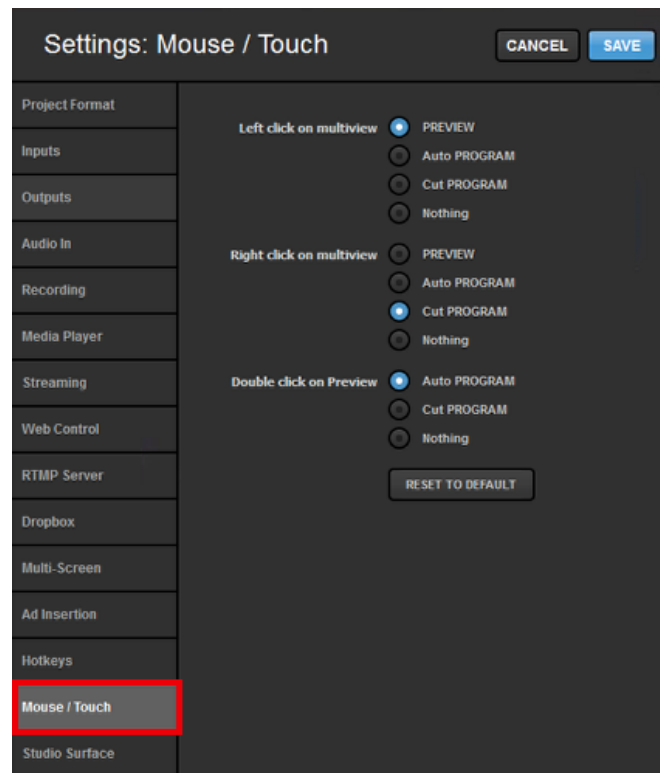 Settings: Mouse / Touch
CANCEL
SAVE
Project Format
Inputs
Outputs
Audio In
Recording
Media Player
Streaming
Web Control
RTMP Server
Dropbox
Multi-Screen
Ad Insertion
Hotkeys
Mouse / Touch
Studio Surface
Left click on multiview
PREVIEW
Auto PROGRAM
Cut PROGRAM
Nothing
Right click on multiview
PREVIEW
Auto PROGRAM
Cut PROGRAM
Nothing
Double click on Preview
Auto PROGRAM
Cut PROGRAM
Nothing
RESET TO DEFAULT